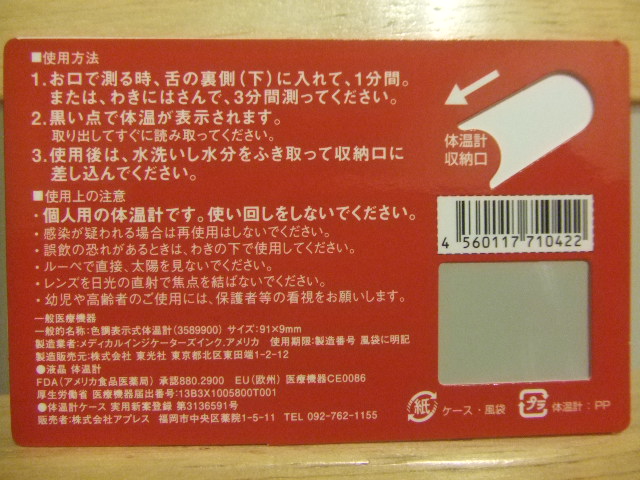 ■使用方法
1.お口で測る時、舌の裏側(下)に入れて、1分間。
または、わきにはさんで、3分間測ってください。
2.黒い点で体温が表示されます。
取り出してすぐに読み取ってください。
3.使用後は、水洗いし水分をふき取って収納口に
差し込んでください。
体温計
収納口
■使用上の注意
・個人用の体温計です。使い回しをしないでください。
・感染が疑われる場合は再使用はしないでください。
・誤飲の恐れがあるときは、わきの下で使用してください。
・ルーペで直接、太陽を見ないでください。
・レンズを日光の直射で焦点を結ばないでください。
・幼児や高齢者のご使用には、保護者等の看視をお願いします。
4 560117 710422
一般医療機器
一般的名称:色調表示式体温計(3589900) サイズ:91×9mm
製造業者:メディカルインジケーターズインク.アメリカ 使用期限:製造番号 風袋に明記
製造販売元:株式会社 東光社 東京都北区東田端1-2-12
●液晶 体温計
FDA(アメリカ食品医薬局) 承認880.2900 EU(欧州) 医療機器CE0086
厚生労働省 医療機器届出番号:13B3X1005800T001
●体温計ケース 実用新案登録 第3136591号
販売者:株式会社アプレス 福岡市中央区薬院1-5-11 TEL 092-762-1155
紙 ケース・風袋 プラ 体温計:PP